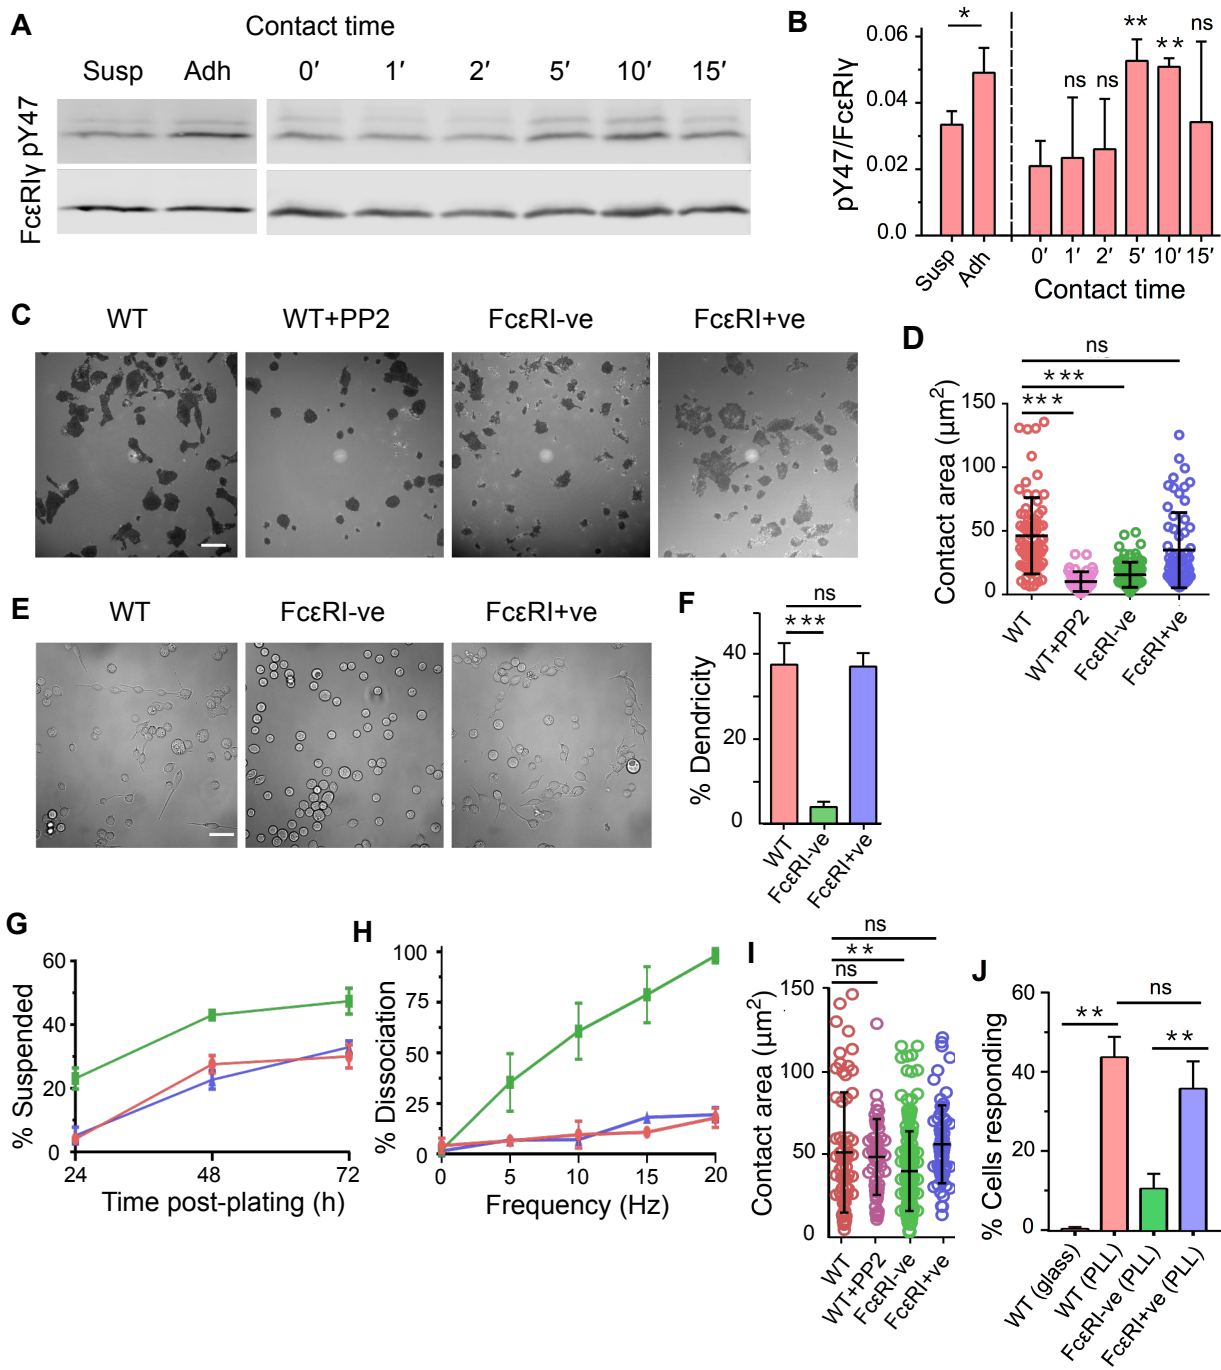 A
Contact time
Susp Adh 0′ 1′ 2′ 5′ 10′ 15′
FcεRIγ pY47
B
pY47/FcεRIγ
0.06
0.04
0.02
0.0
*
ns
ns
**
**
ns
Susp
Adh
0′ 1′ 2′ 5′ 10′ 15′
Contact time
C
WT WT+PP2 FcεRI-ve FcεRI+ve
D
ns
***
***
Contact area (µm²)
150
100
50
0
WT
WT+PP2
FcεRI-ve
FcεRI+ve
E
WT FcεRI-ve FcεRI+ve
F
ns
***
% Dendricity
40
20
0
WT
FcεRI-ve
FcεRI+ve
G
% Suspended
60
40
20
0
24 48 72
Time post-plating (h)
H
% Dissociation
100
75
50
25
0
0 5 10 15 20
Frequency (Hz)
I
ns
**
ns
Contact area (µm²)
150
100
50
0
WT
WT+PP2
FcεRI-ve
FcεRI+ve
J
ns
**
**
% Cells responding
60
40
20
0
WT (glass)
WT (PLL)
FcεRI-ve (PLL)
FcεRI+ve (PLL)